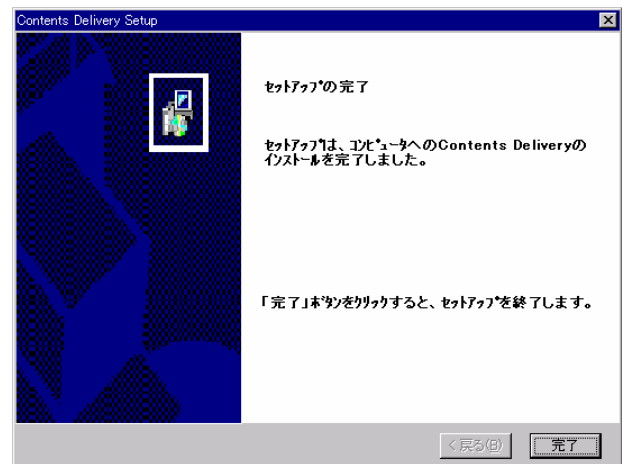 Contents Delivery Setup
ｾｯﾄｱｯﾌﾟの完了
ｾｯﾄｱｯﾌﾟは、ｺﾝﾋﾟｭｰﾀへのContents Deliveryの
ｲﾝｽﾄｰﾙを完了しました。
「完了」ﾎﾞﾀﾝをｸﾘｯｸすると、ｾｯﾄｱｯﾌﾟを終了します。
< 戻る(B)
完了